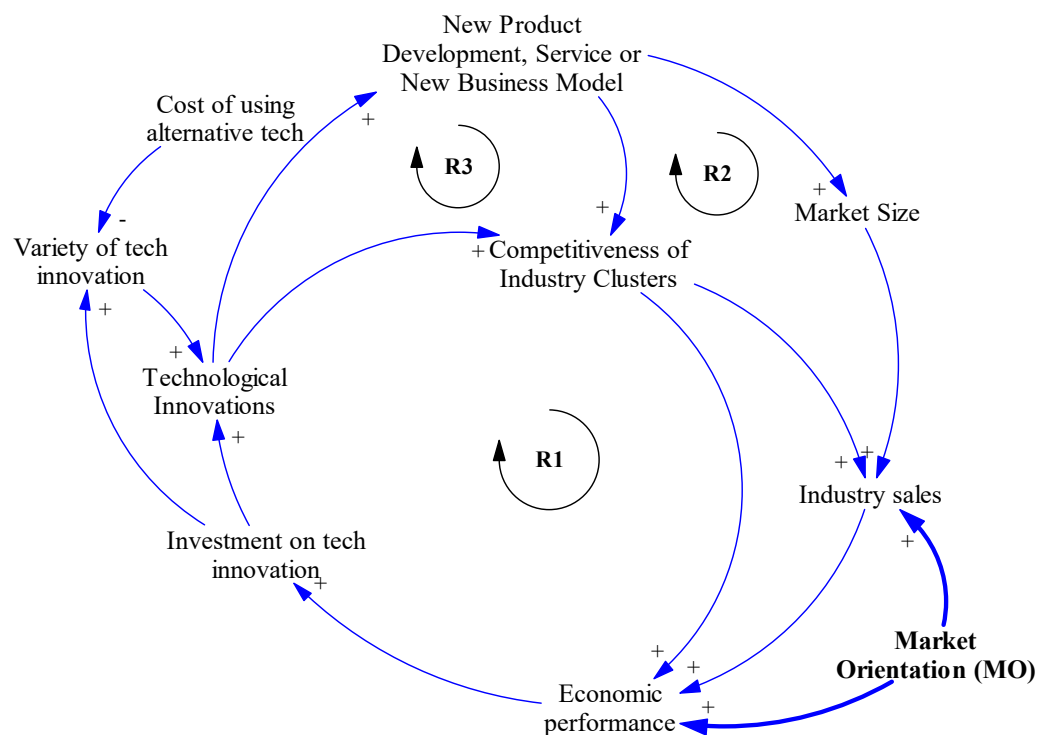 New Product
Development, Service or
New Business Model
+
Cost of using
alternative tech
R3
R2
-
+
Market Size
+
Variety of tech
innovation
+
+
Competitiveness of
Industry Clusters
+
Technological
Innovations
+
R1
+
+
Industry sales
+
Investment on tech
innovation
+
Market
Orientation (MO)
+
+
+
Economic
performance